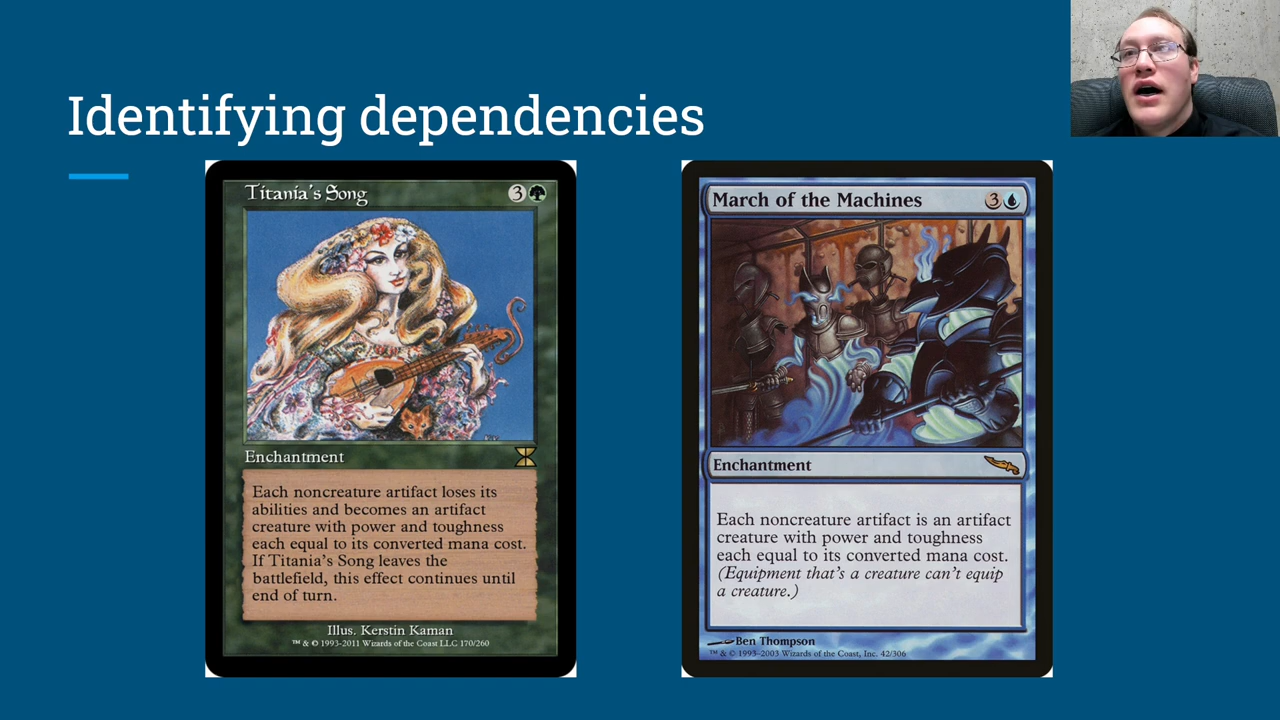 Identifying dependencies
Titania's Song 3
Enchantment
Each noncreature artifact loses its
abilities and becomes an artifact
creature with power and toughness
each equal to its converted mana cost.
If Titania's Song leaves the
battlefield, this effect continues until
end of turn.
Illus. Kerstin Kaman
™ & © 1993-2011 Wizards of the Coast LLC 170/260
March of the Machines 3
Enchantment
Each noncreature artifact is an artifact
creature with power and toughness
each equal to its converted mana cost.
(Equipment that's a creature can't equip
a creature.)
Ben Thompson
™ & © 1993–2003 Wizards of the Coast, Inc. 42/306